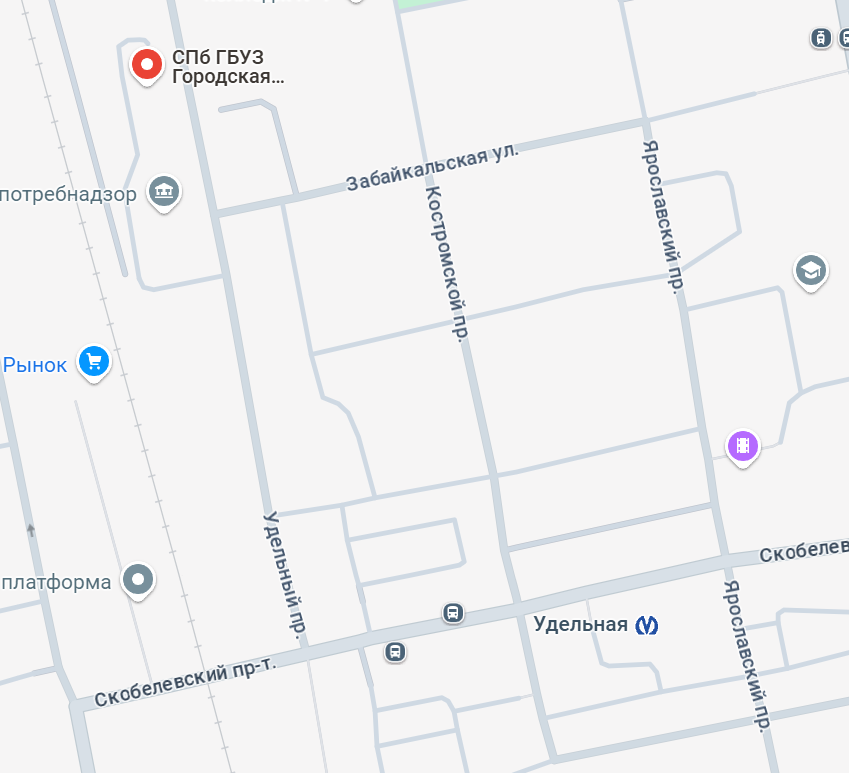 СПб ГБУЗ
Городская...
Забайкальская ул.
Ярославский пр.
потребнадзор
Костромской пр.
Рынок
Удельный пр.
Скобелев
платформа
Удельная
Ярославский пр.
Скобелевский пр-т.